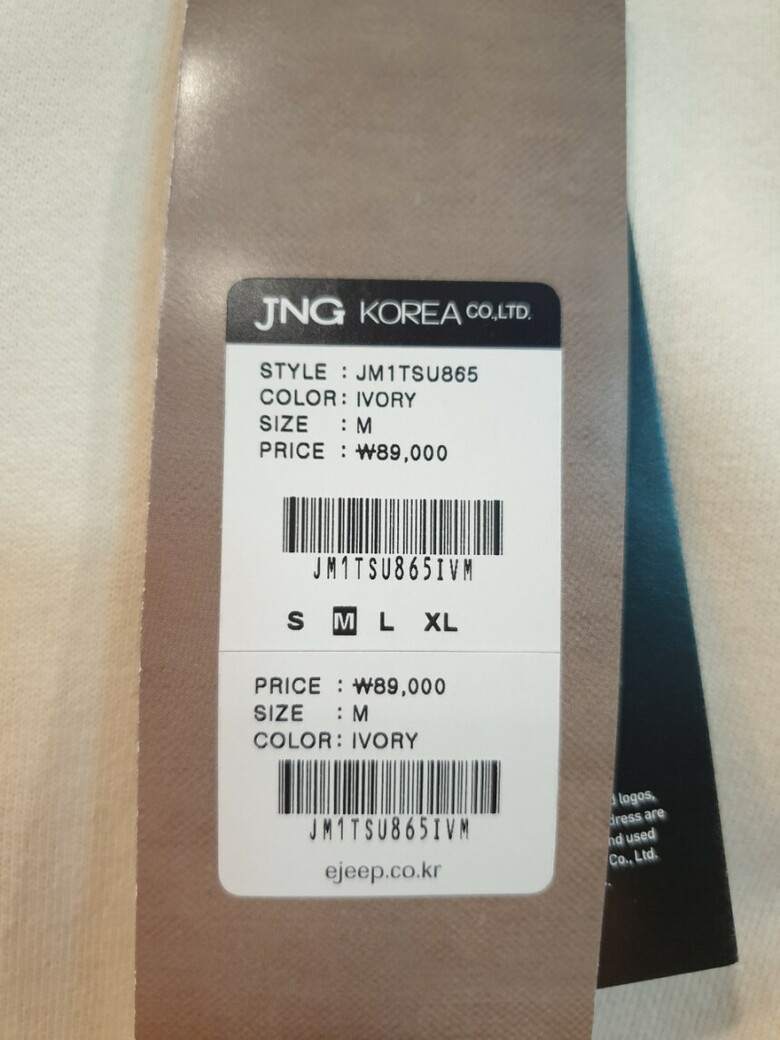 JNG KOREA CO.,LTD.
STYLE : JM1TSU865
COLOR: IVORY
SIZE : M
PRICE : ₩89,000
JM1TSU865IVM
S M L XL
PRICE : ₩89,000
SIZE : M
COLOR: IVORY
JM1TSU865IVM
ejeep.co.kr
logos,
dress are
used
Co., Ltd.